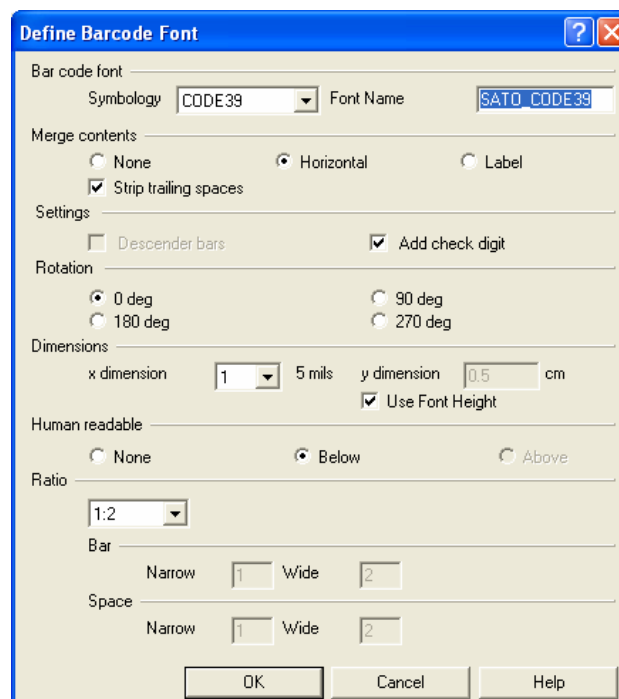 Define Barcode Font
Bar code font
Symbology CODE39 Font Name SATO_CODE39
Merge contents
None Horizontal Label
Strip trailing spaces
Settings
Descender bars Add check digit
Rotation
0 deg 90 deg
180 deg 270 deg
Dimensions
x dimension 1 5 mils y dimension 0.5 cm
Use Font Height
Human readable
None Below Above
Ratio
1:2
Bar
Narrow 1 Wide 2
Space
Narrow 1 Wide 2
OK Cancel Help